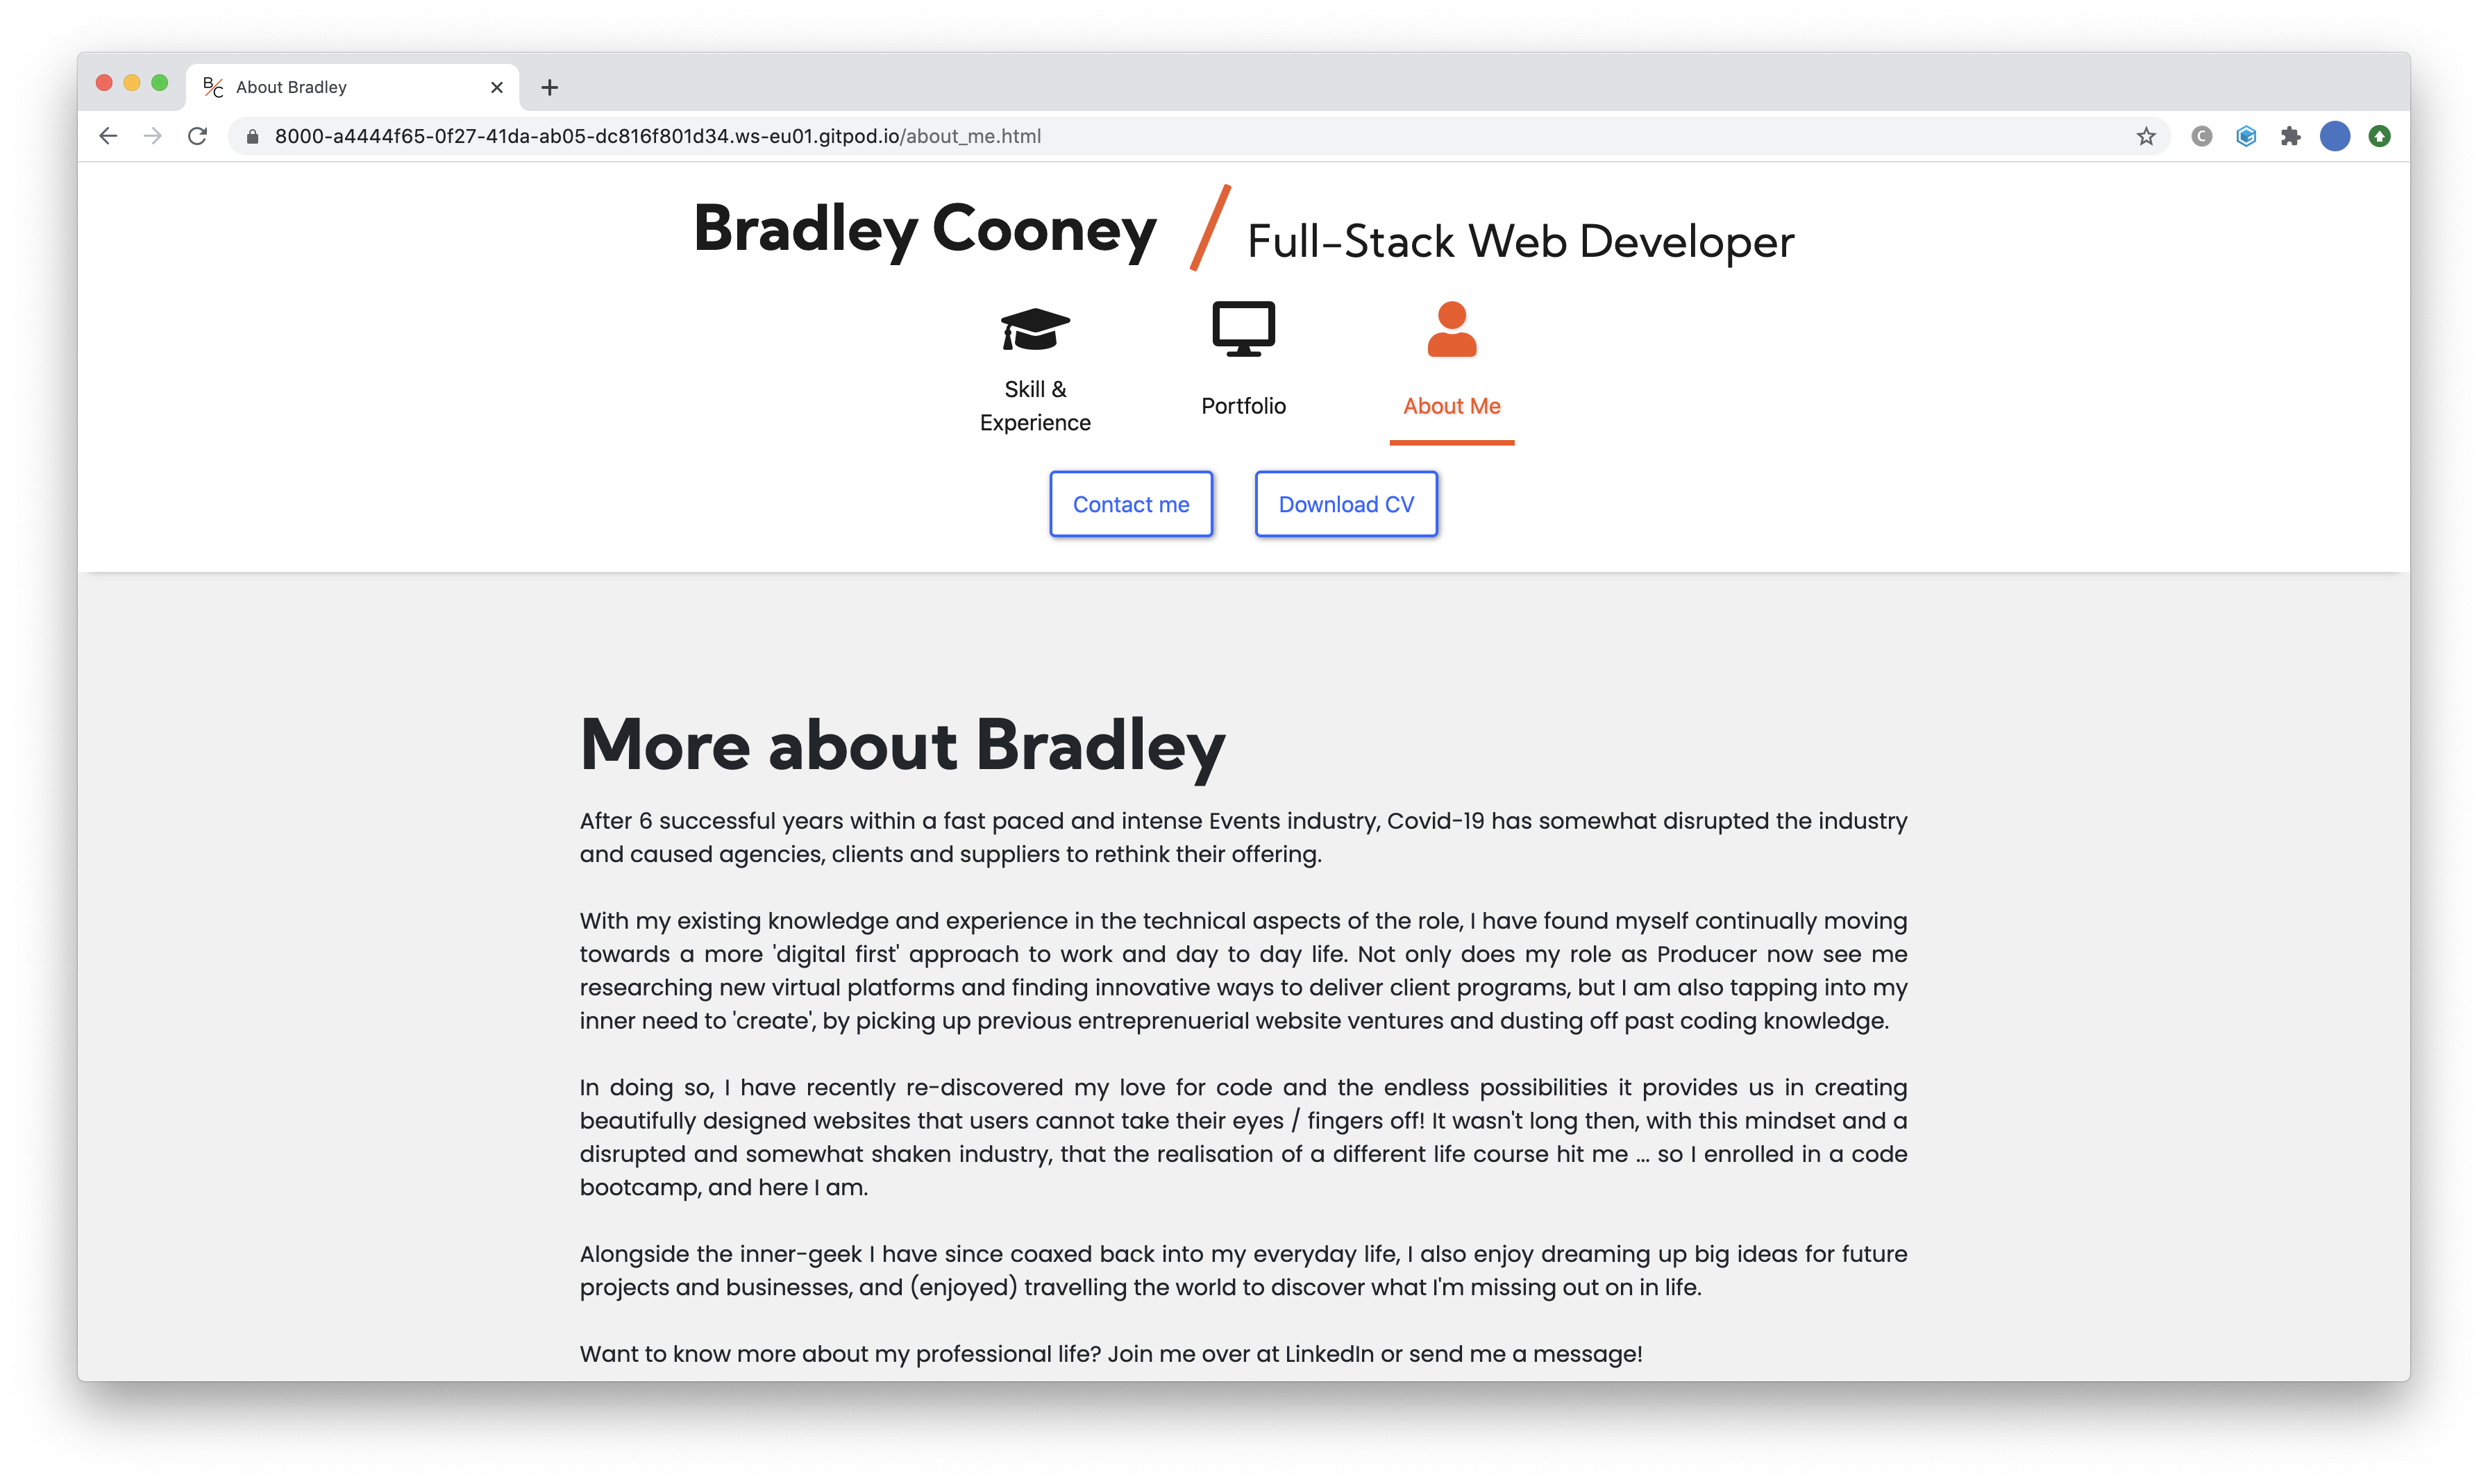 B/C About Bradley
8000-a4444f65-0f27-41da-ab05-dc816f801d34.ws-eu01.gitpod.io/about_me.html
C
Bradley Cooney / Full-Stack Web Developer
Skill &
Experience
Portfolio
About Me
Contact me
Download CV
More about Bradley
After 6 successful years within a fast paced and intense Events industry, Covid-19 has somewhat disrupted the industry
and caused agencies, clients and suppliers to rethink their offering.
With my existing knowledge and experience in the technical aspects of the role, I have found myself continually moving
towards a more 'digital first' approach to work and day to day life. Not only does my role as Producer now see me
researching new virtual platforms and finding innovative ways to deliver client programs, but I am also tapping into my
inner need to 'create', by picking up previous entreprenuerial website ventures and dusting off past coding knowledge.
In doing so, I have recently re-discovered my love for code and the endless possibilities it provides us in creating
beautifully designed websites that users cannot take their eyes / fingers off! It wasn't long then, with this mindset and a
disrupted and somewhat shaken industry, that the realisation of a different life course hit me ... so I enrolled in a code
bootcamp, and here I am.
Alongside the inner-geek I have since coaxed back into my everyday life, I also enjoy dreaming up big ideas for future
projects and businesses, and (enjoyed) travelling the world to discover what I'm missing out on in life.
Want to know more about my professional life? Join me over at LinkedIn or send me a message!